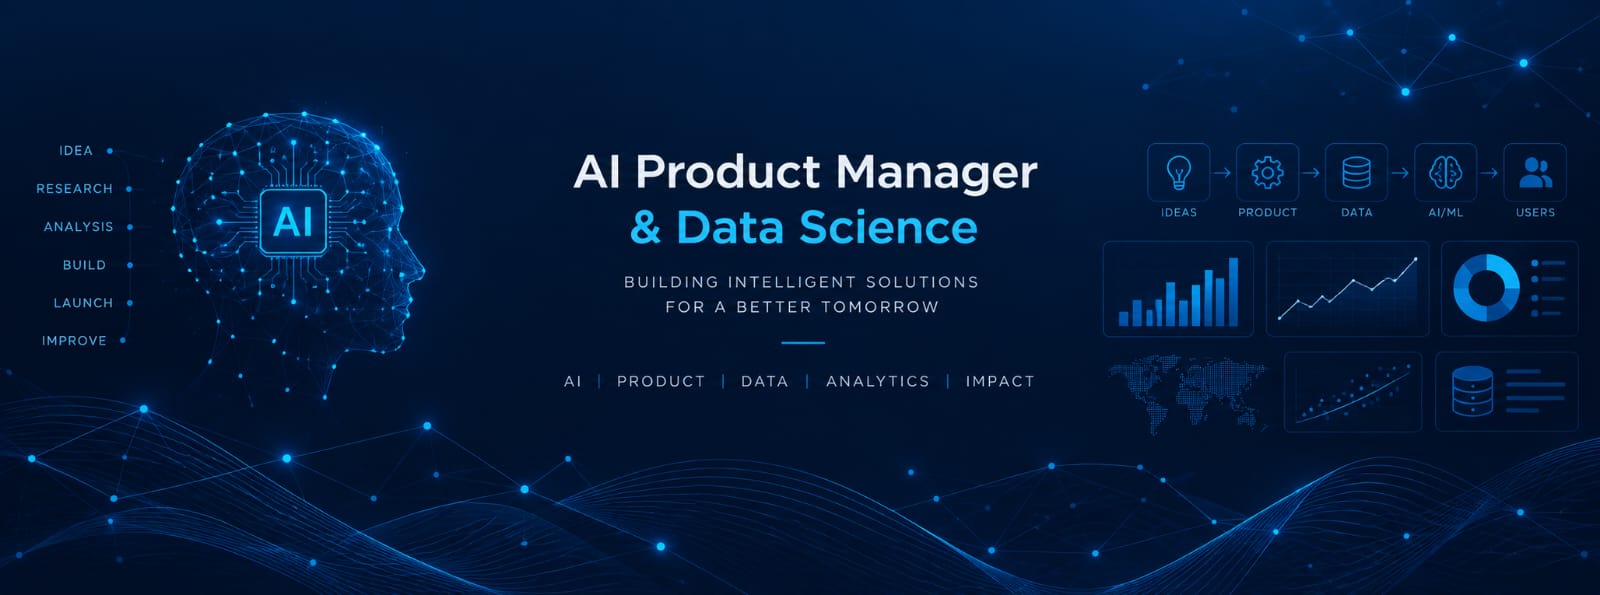 IDEA
RESEARCH
ANALYSIS
BUILD
LAUNCH
IMPROVE
AI
AI Product Manager
& Data Science
BUILDING INTELLIGENT SOLUTIONS
FOR A BETTER TOMORROW
AI | PRODUCT | DATA | ANALYTICS | IMPACT
IDEAS PRODUCT DATA AI/ML USERS